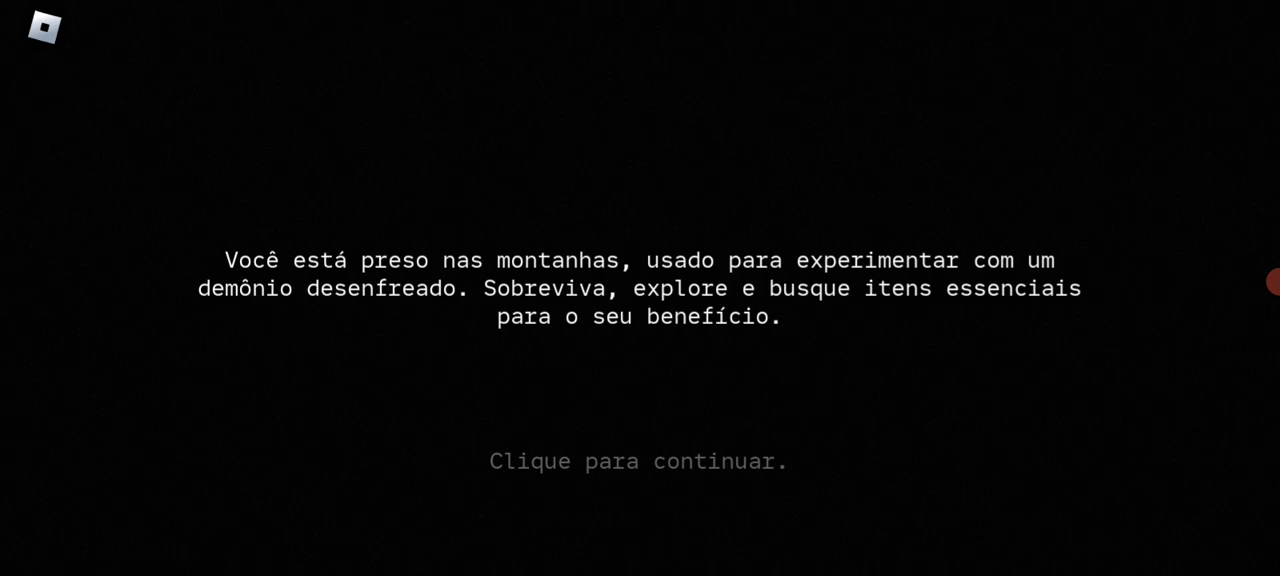 Você está preso nas montanhas, usado para experimentar com um
demônio desenfreado. Sobreviva, explore e busque itens essenciais
para o seu benefício.
Clique para continuar.